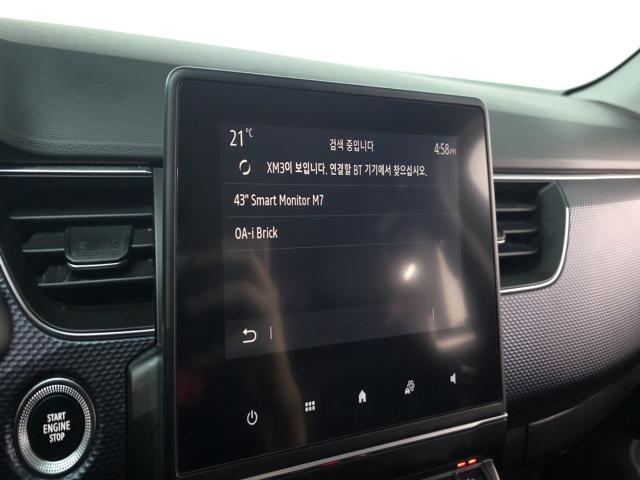 21°C
검색 중입니다
4:58PM
XM3이 보입니다. 연결할 BT 기기에서 찾으십시오.
43" Smart Monitor M7
OA-i Brick
START
ENGINE
STOP